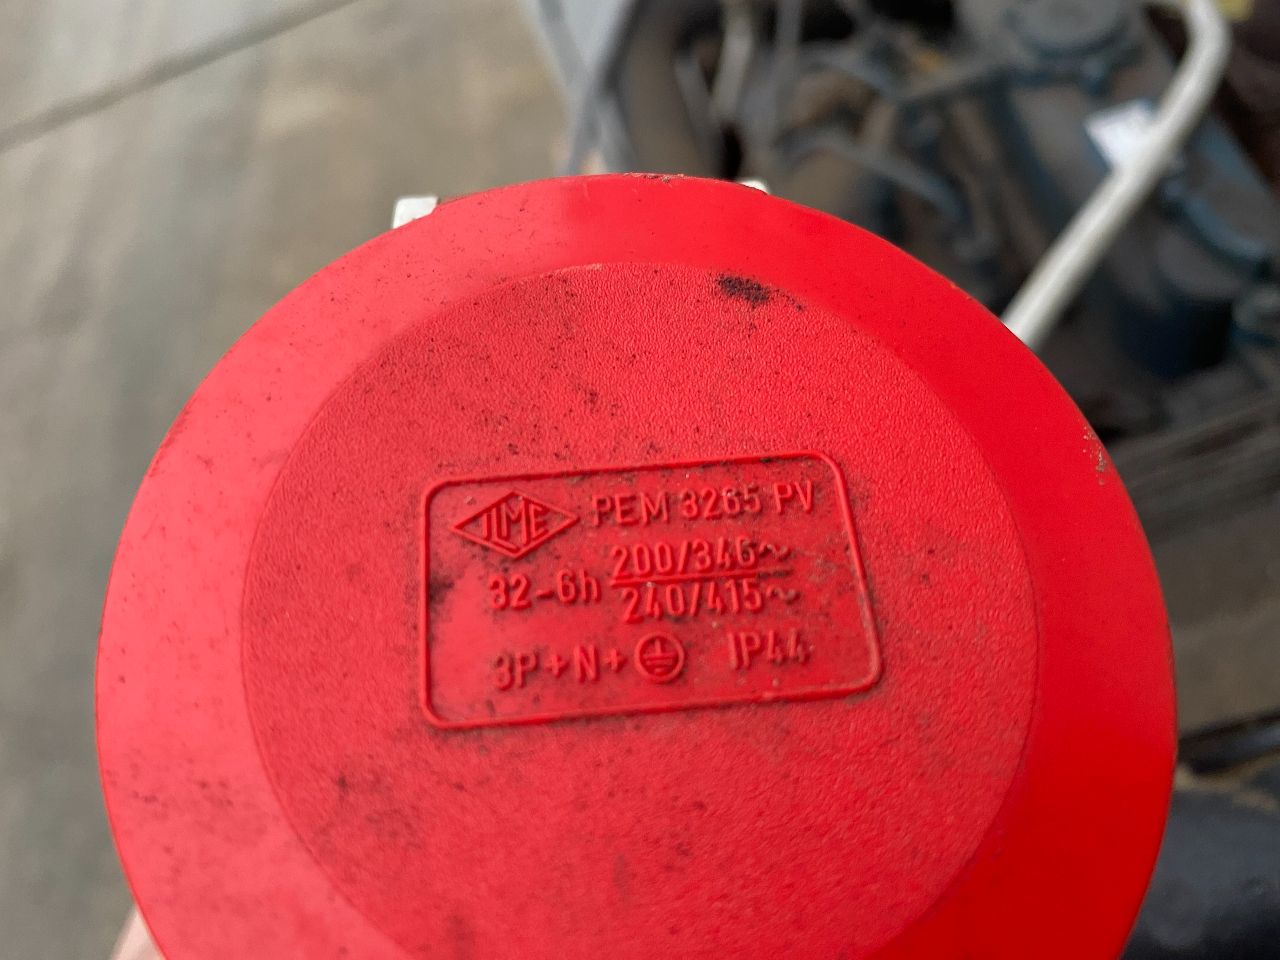 ILME PEM 3265 PV
32-6h 200/346~
240/415~
3P+N+⏚ IP44